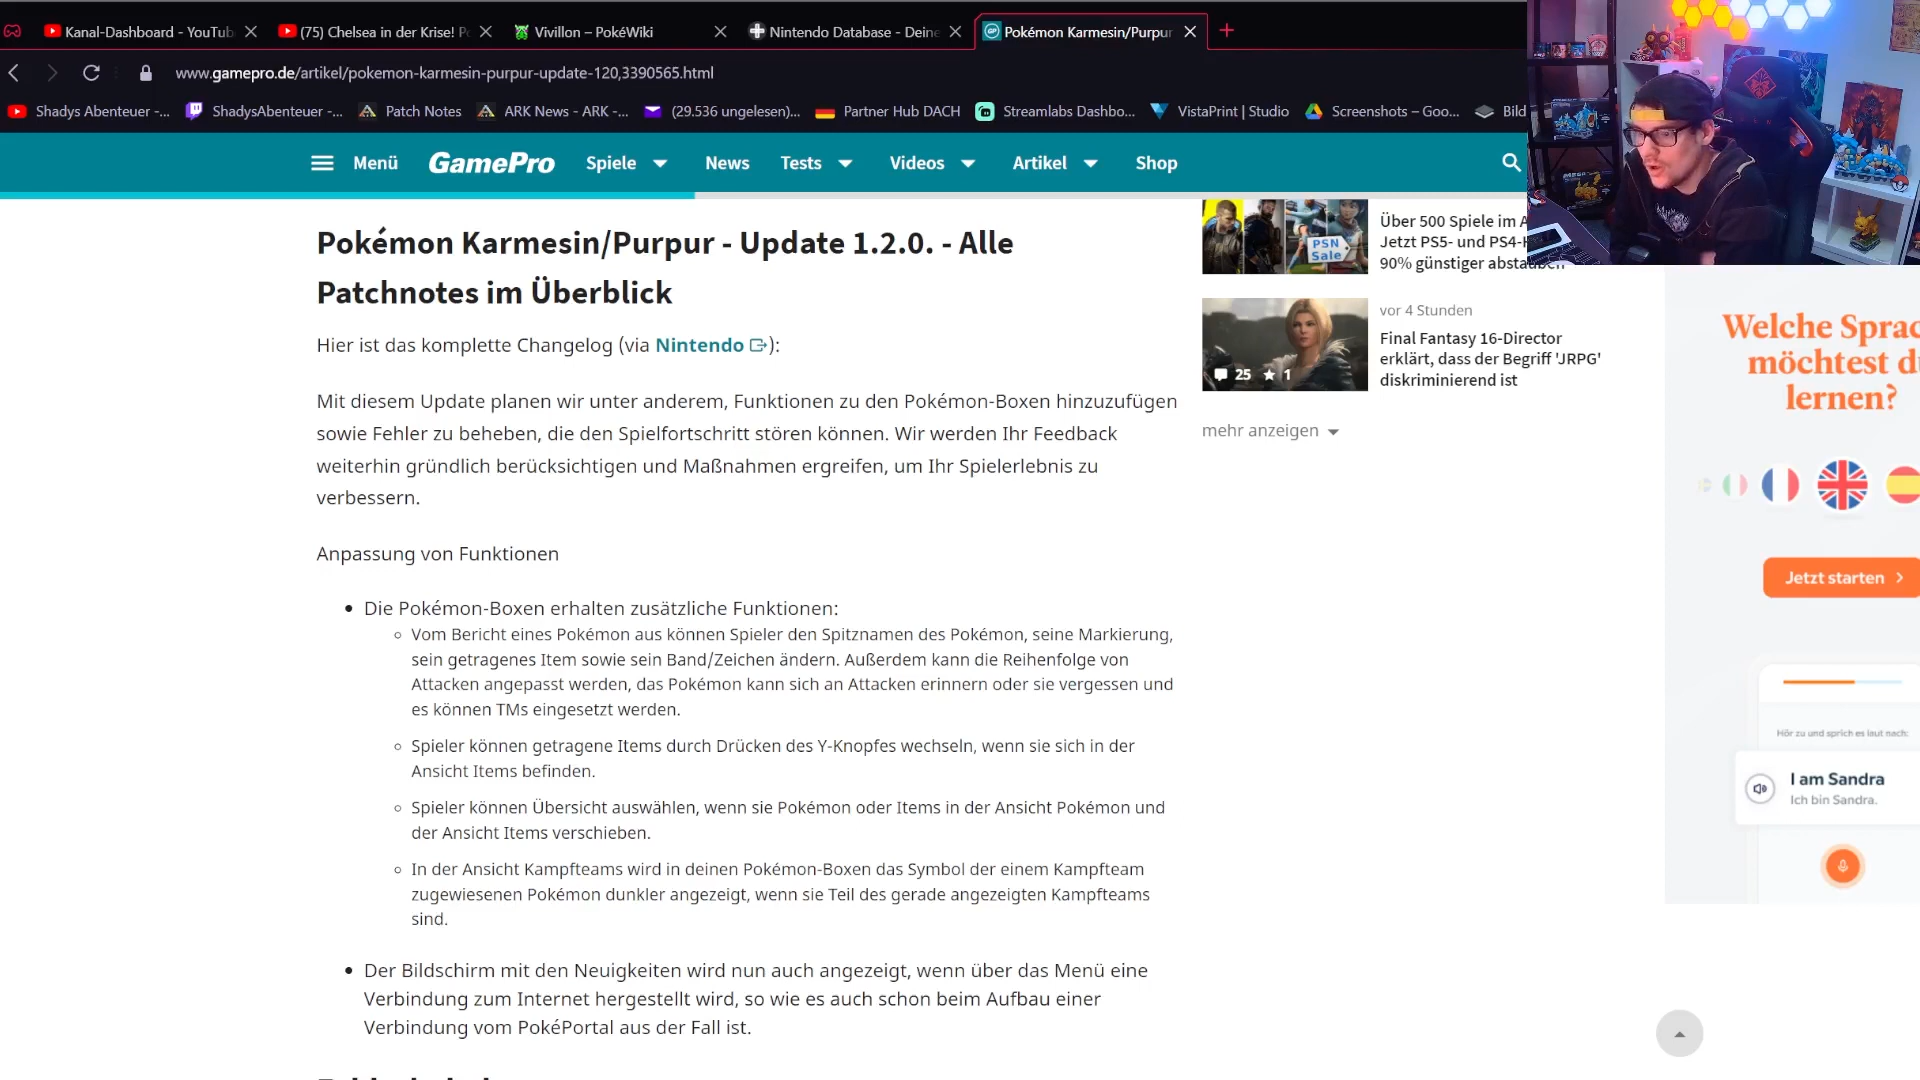 Kanal-Dashboard - YouTub
(75) Chelsea in der Krise! P
Vivillon – PokéWiki
Nintendo Database - Deine
Pokémon Karmesin/Purpur
www.gamepro.de/artikel/pokemon-karmesin-purpur-update-120,3390565.html
Shadys Abenteuer -...
ShadysAbenteuer -...
Patch Notes
ARK News - ARK -...
(29.536 ungelesen)...
Partner Hub DACH
Streamlabs Dashbo...
VistaPrint | Studio
Screenshots – Goo...
Bild
Menü
GamePro
Spiele
News
Tests
Videos
Artikel
Shop
Pokémon Karmesin/Purpur - Update 1.2.0. - Alle
Patchnotes im Überblick
Hier ist das komplette Changelog (via Nintendo):
Mit diesem Update planen wir unter anderem, Funktionen zu den Pokémon-Boxen hinzuzufügen
sowie Fehler zu beheben, die den Spielfortschritt stören können. Wir werden Ihr Feedback
weiterhin gründlich berücksichtigen und Maßnahmen ergreifen, um Ihr Spielerlebnis zu
verbessern.
Anpassung von Funktionen
Die Pokémon-Boxen erhalten zusätzliche Funktionen:
Vom Bericht eines Pokémon aus können Spieler den Spitznamen des Pokémon, seine Markierung,
sein getragenes Item sowie sein Band/Zeichen ändern. Außerdem kann die Reihenfolge von
Attacken angepasst werden, das Pokémon kann sich an Attacken erinnern oder sie vergessen und
es können TMs eingesetzt werden.
Spieler können getragene Items durch Drücken des Y-Knopfes wechseln, wenn sie sich in der
Ansicht Items befinden.
Spieler können Übersicht auswählen, wenn sie Pokémon oder Items in der Ansicht Pokémon und
der Ansicht Items verschieben.
In der Ansicht Kampfteams wird in deinen Pokémon-Boxen das Symbol der einem Kampfteam
zugewiesenen Pokémon dunkler angezeigt, wenn sie Teil des gerade angezeigten Kampfteams
sind.
Der Bildschirm mit den Neuigkeiten wird nun auch angezeigt, wenn über das Menü eine
Verbindung zum Internet hergestellt wird, so wie es auch schon beim Aufbau einer
Verbindung vom PokéPortal aus der Fall ist.
PSN
Sale
Über 500 Spiele im A
Jetzt PS5- und PS4-
90% günstiger abstauben
25 1
vor 4 Stunden
Final Fantasy 16-Director
erklärt, dass der Begriff 'JRPG'
diskriminierend ist
mehr anzeigen
Welche Sprac
möchtest d
lernen?
Jetzt starten
Hör zu und sprich es laut nach:
I am Sandra
Ich bin Sandra.